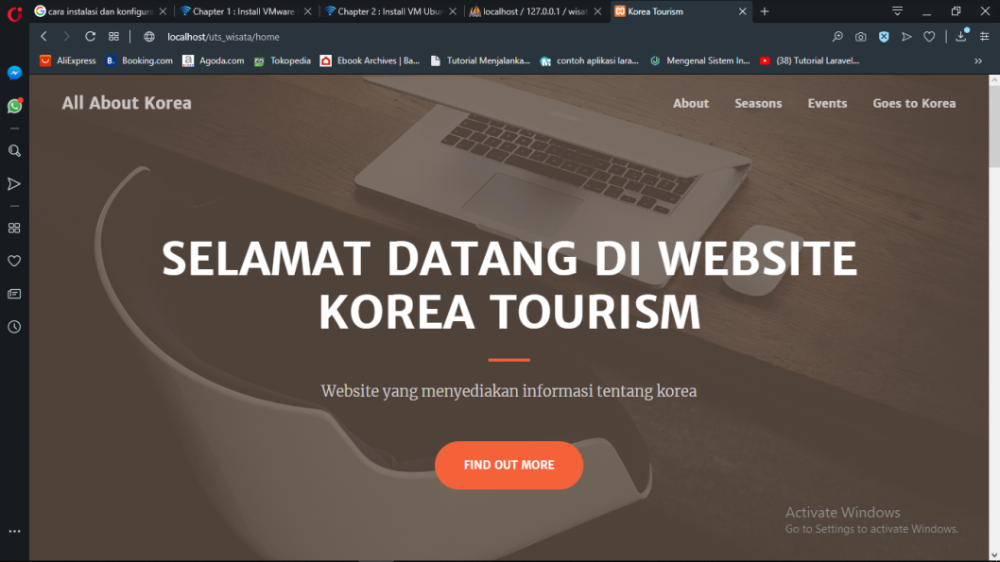 cara instalasi dan konfigura
Chapter 1 : Install VMware
Chapter 2 : Install VM Ubur
localhost / 127.0.0.1 / wisat
Korea Tourism
localhost/uts_wisata/home
AliExpress
Booking.com
Agoda.com
Tokopedia
Ebook Archives | Ba...
Tutorial Menjalanka...
contoh aplikasi lara...
Mengenal Sistem In...
(38) Tutorial Laravel...
All About Korea
About
Seasons
Events
Goes to Korea
SELAMAT DATANG DI WEBSITE
KOREA TOURISM
Website yang menyediakan informasi tentang korea
FIND OUT MORE
Activate Windows
Go to Settings to activate Windows.